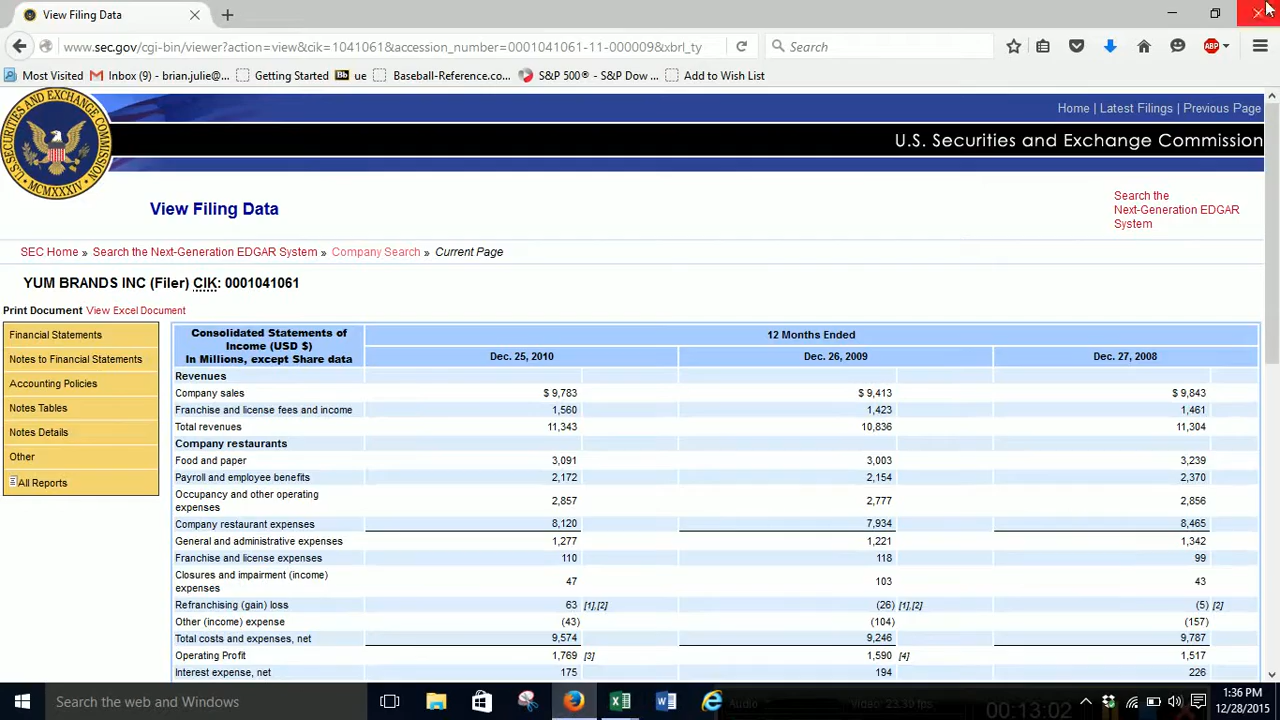 View Filing Data
www.sec.gov/cgi-bin/viewer?action=view&cik=1041061&accession_number=0001041061-11-000009&xbrl_ty
Search
ABP
Most Visited
Inbox (9) - brian.julie@...
Getting Started
Bb ue
Baseball-Reference.co...
S&P 500® - S&P Dow ...
Add to Wish List
Home | Latest Filings | Previous Page
U.S. Securities and Exchange Commission
MCMXXXIV
View Filing Data
Search the
Next-Generation EDGAR
System
SEC Home » Search the Next-Generation EDGAR System » Company Search » Current Page
YUM BRANDS INC (Filer) CIK: 0001041061
Print Document View Excel Document
Financial Statements
Notes to Financial Statements
Accounting Policies
Notes Tables
Notes Details
Other
All Reports
Consolidated Statements of
Income (USD $)
In Millions, except Share data
12 Months Ended
Dec. 25, 2010 Dec. 26, 2009 Dec. 27, 2008
Revenues
Company sales $ 9,783 $ 9,413 $ 9,843
Franchise and license fees and income 1,560 1,423 1,461
Total revenues 11,343 10,836 11,304
Company restaurants
Food and paper 3,091 3,003 3,239
Payroll and employee benefits 2,172 2,154 2,370
Occupancy and other operating
expenses 2,857 2,777 2,856
Company restaurant expenses 8,120 7,934 8,465
General and administrative expenses 1,277 1,221 1,342
Franchise and license expenses 110 118 99
Closures and impairment (income)
expenses 47 103 43
Refranchising (gain) loss 63 [1],[2] (26) [1],[2] (5) [2]
Other (income) expense (43) (104) (157)
Total costs and expenses, net 9,574 9,246 9,787
Operating Profit 1,769 [3] 1,590 [4] 1,517
Interest expense, net 175 194 226
Search the web and Windows
Audio
Video: 23.39 fps
00:13:02
1:36 PM
12/28/2015